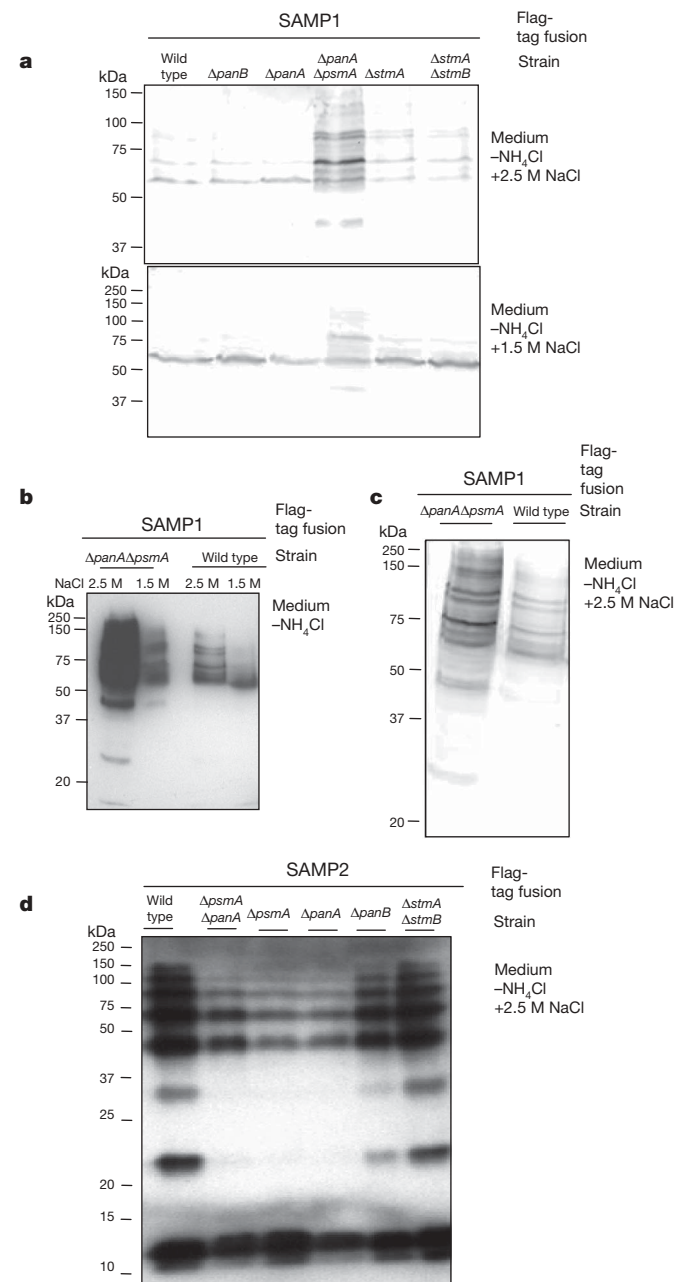 SAMP1
Flag-
tag fusion
a
Wild
type
ΔpanB
ΔpanA
ΔpanA
ΔpsmA
ΔstmA
ΔstmA
ΔstmB
Strain
kDa
150
100
75
50
37
Medium
–NH4Cl
+2.5 M NaCl
kDa
250
150
100
75
50
37
Medium
–NH4Cl
+1.5 M NaCl
b
SAMP1
Flag-
tag fusion
ΔpanAΔpsmA
Wild type
Strain
NaCl 2.5 M 1.5 M 2.5 M 1.5 M
kDa
250
150
75
50
37
20
Medium
–NH4Cl
c
SAMP1
Flag-
tag
fusion
ΔpanAΔpsmA
Wild type
Strain
kDa
250
150
75
50
37
20
Medium
–NH4Cl
+2.5 M NaCl
d
SAMP2
Flag-
tag fusion
Wild
type
ΔpsmA
ΔpanA
ΔpsmA
ΔpanA
ΔpanB
ΔstmA
ΔstmB
Strain
kDa
250
150
100
75
50
37
25
20
15
10
Medium
–NH4Cl
+2.5 M NaCl